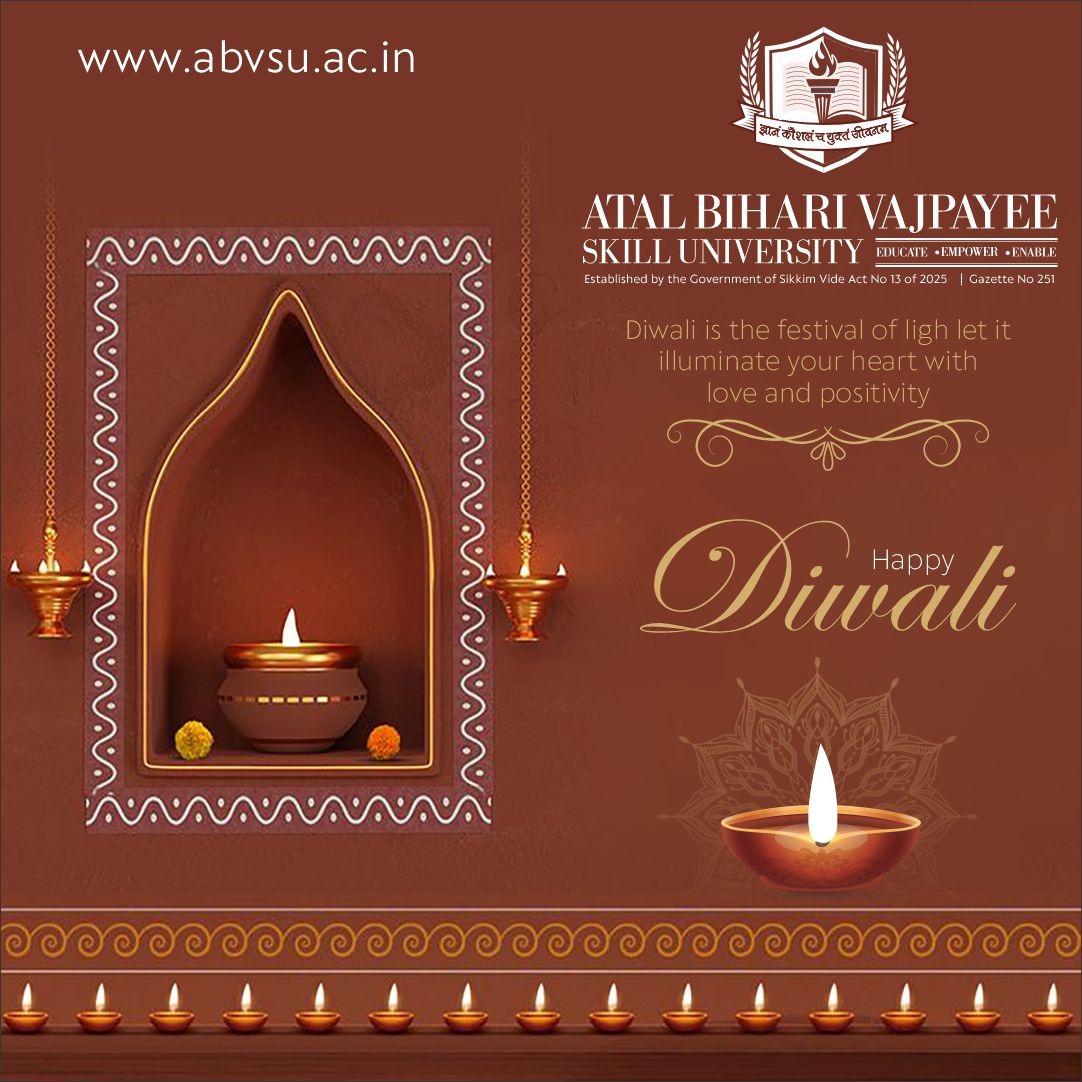 www.abvsu.ac.in
ज्ञानं कौशलं च युक्तं जीवनम
ATAL BIHARI VAJPAYEE
SKILL UNIVERSITY EDUCATE • EMPOWER • ENABLE
Established by the Government of Sikkim Vide Act No 13 of 2025 | Gazette No 251
Diwali is the festival of ligh let it
illuminate your heart with
love and positivity
Happy
Diwali